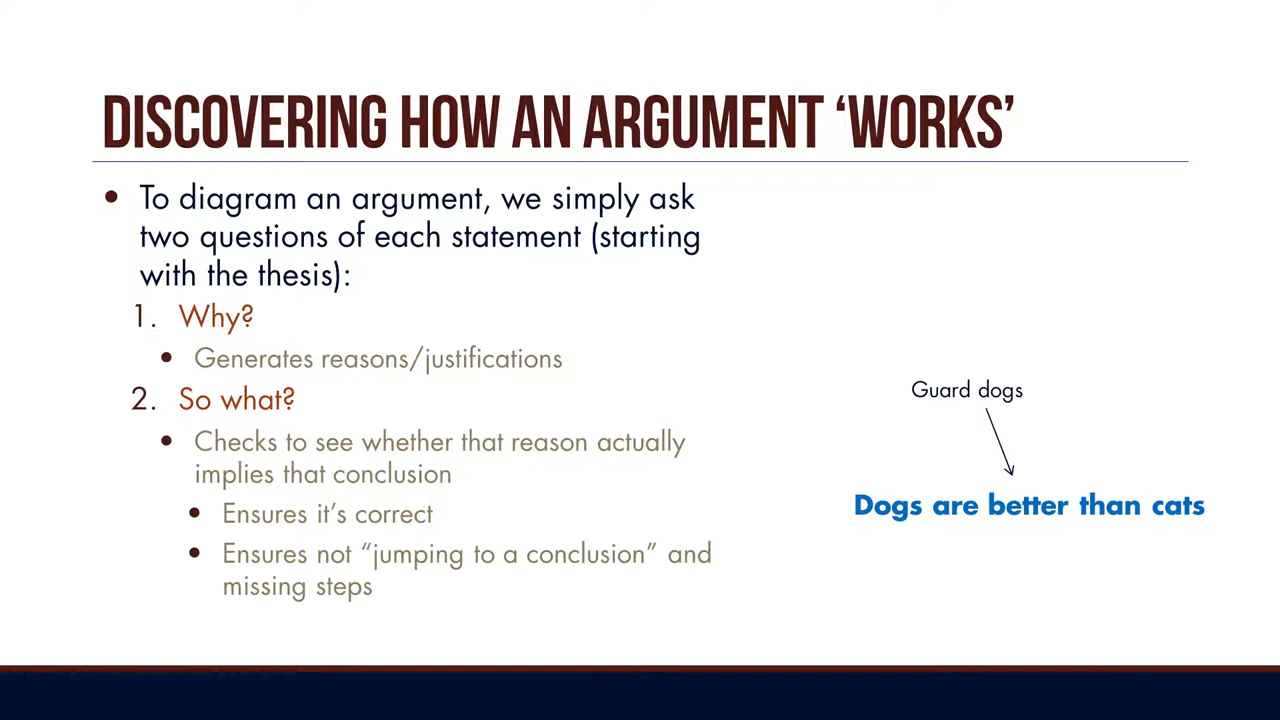 DISCOVERING HOW AN ARGUMENT ‘WORKS’
• To diagram an argument, we simply ask
two questions of each statement (starting
with the thesis):
1. Why?
• Generates reasons/justifications
2. So what?
• Checks to see whether that reason actually
implies that conclusion
• Ensures it’s correct
• Ensures not “jumping to a conclusion” and
missing steps
Guard dogs
Dogs are better than cats